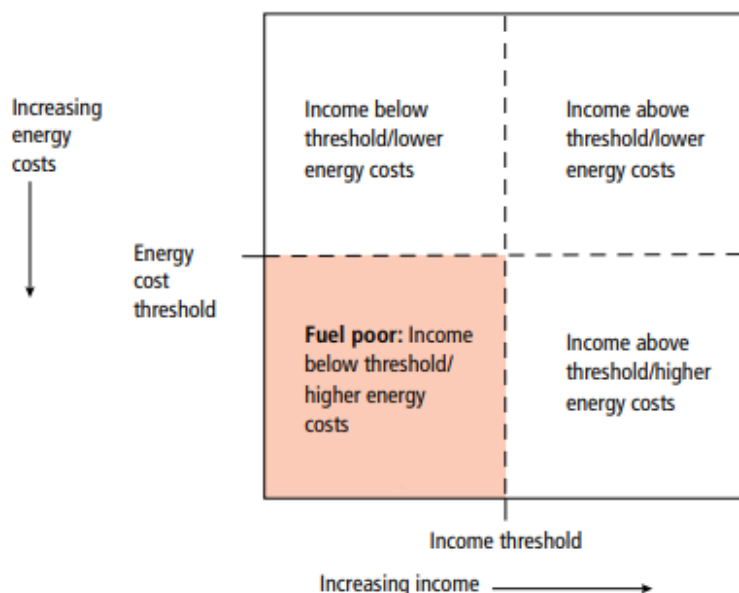 Increasing
energy
costs
Income below
threshold/lower
energy costs
Income above
threshold/lower
energy costs
Energy
cost
threshold
Fuel poor: Income
below threshold/
higher energy
costs
Income above
threshold/higher
energy costs
Income threshold
Increasing income